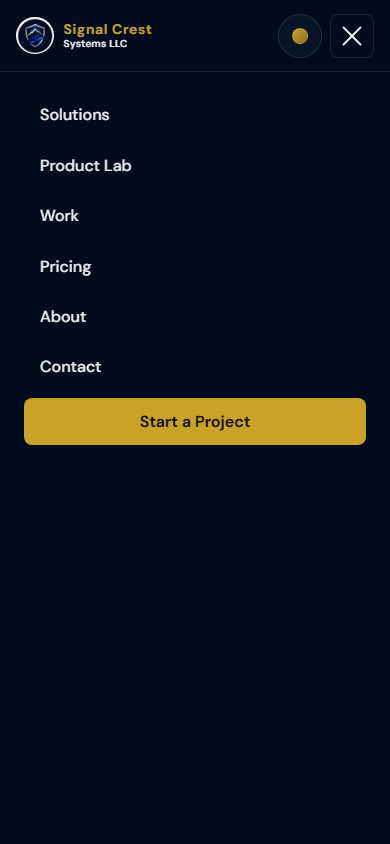 Signal Crest
Systems LLC
Solutions
Product Lab
Work
Pricing
About
Contact
Start a Project